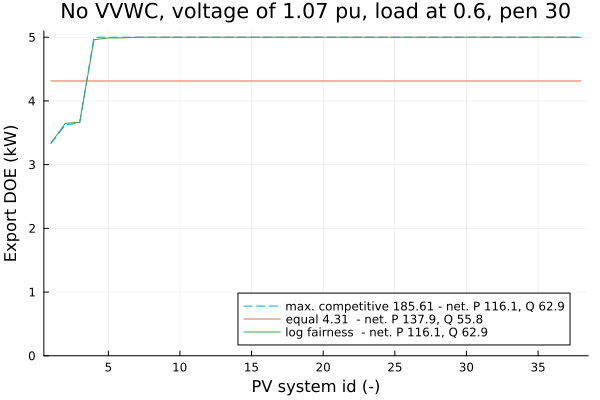 No VVWC, voltage of 1.07 pu, load at 0.6, pen 30
Export DOE (kW)
5
4
3
2
1
0
max. competitive 185.61 - net. P 116.1, Q 62.9
equal 4.31  - net. P 137.9, Q 55.8
log fairness  - net. P 116.1, Q 62.9
5 10 15 20 25 30 35
PV system id (-)